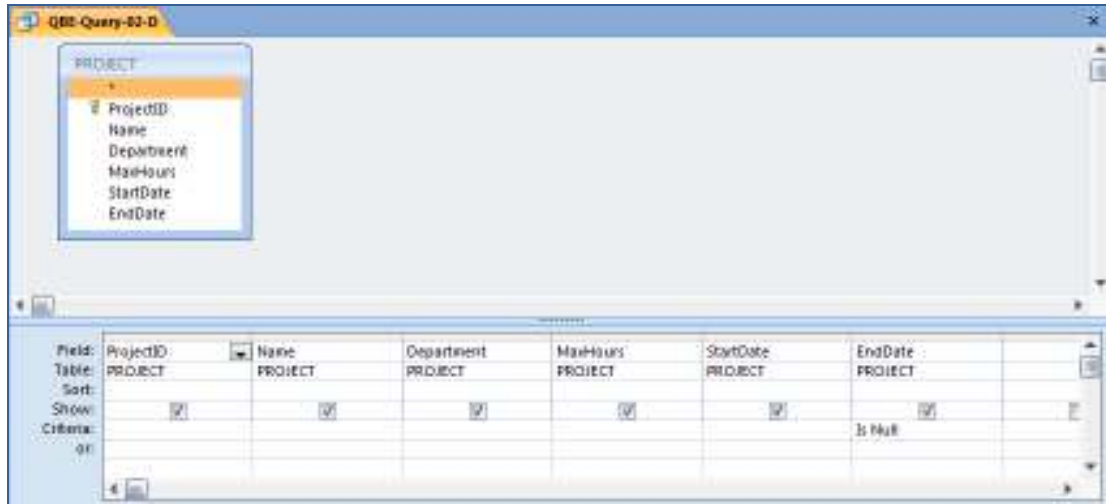 QBE-Query-02-D
PROJECT
*
ProjectID
Name
Department
MaxHours
StartDate
EndDate
Field: ProjectID Name Department MaxHours StartDate EndDate
Table: PROJECT PROJECT PROJECT PROJECT PROJECT PROJECT
Sort:
Show:
Criteria: Is Null
or: